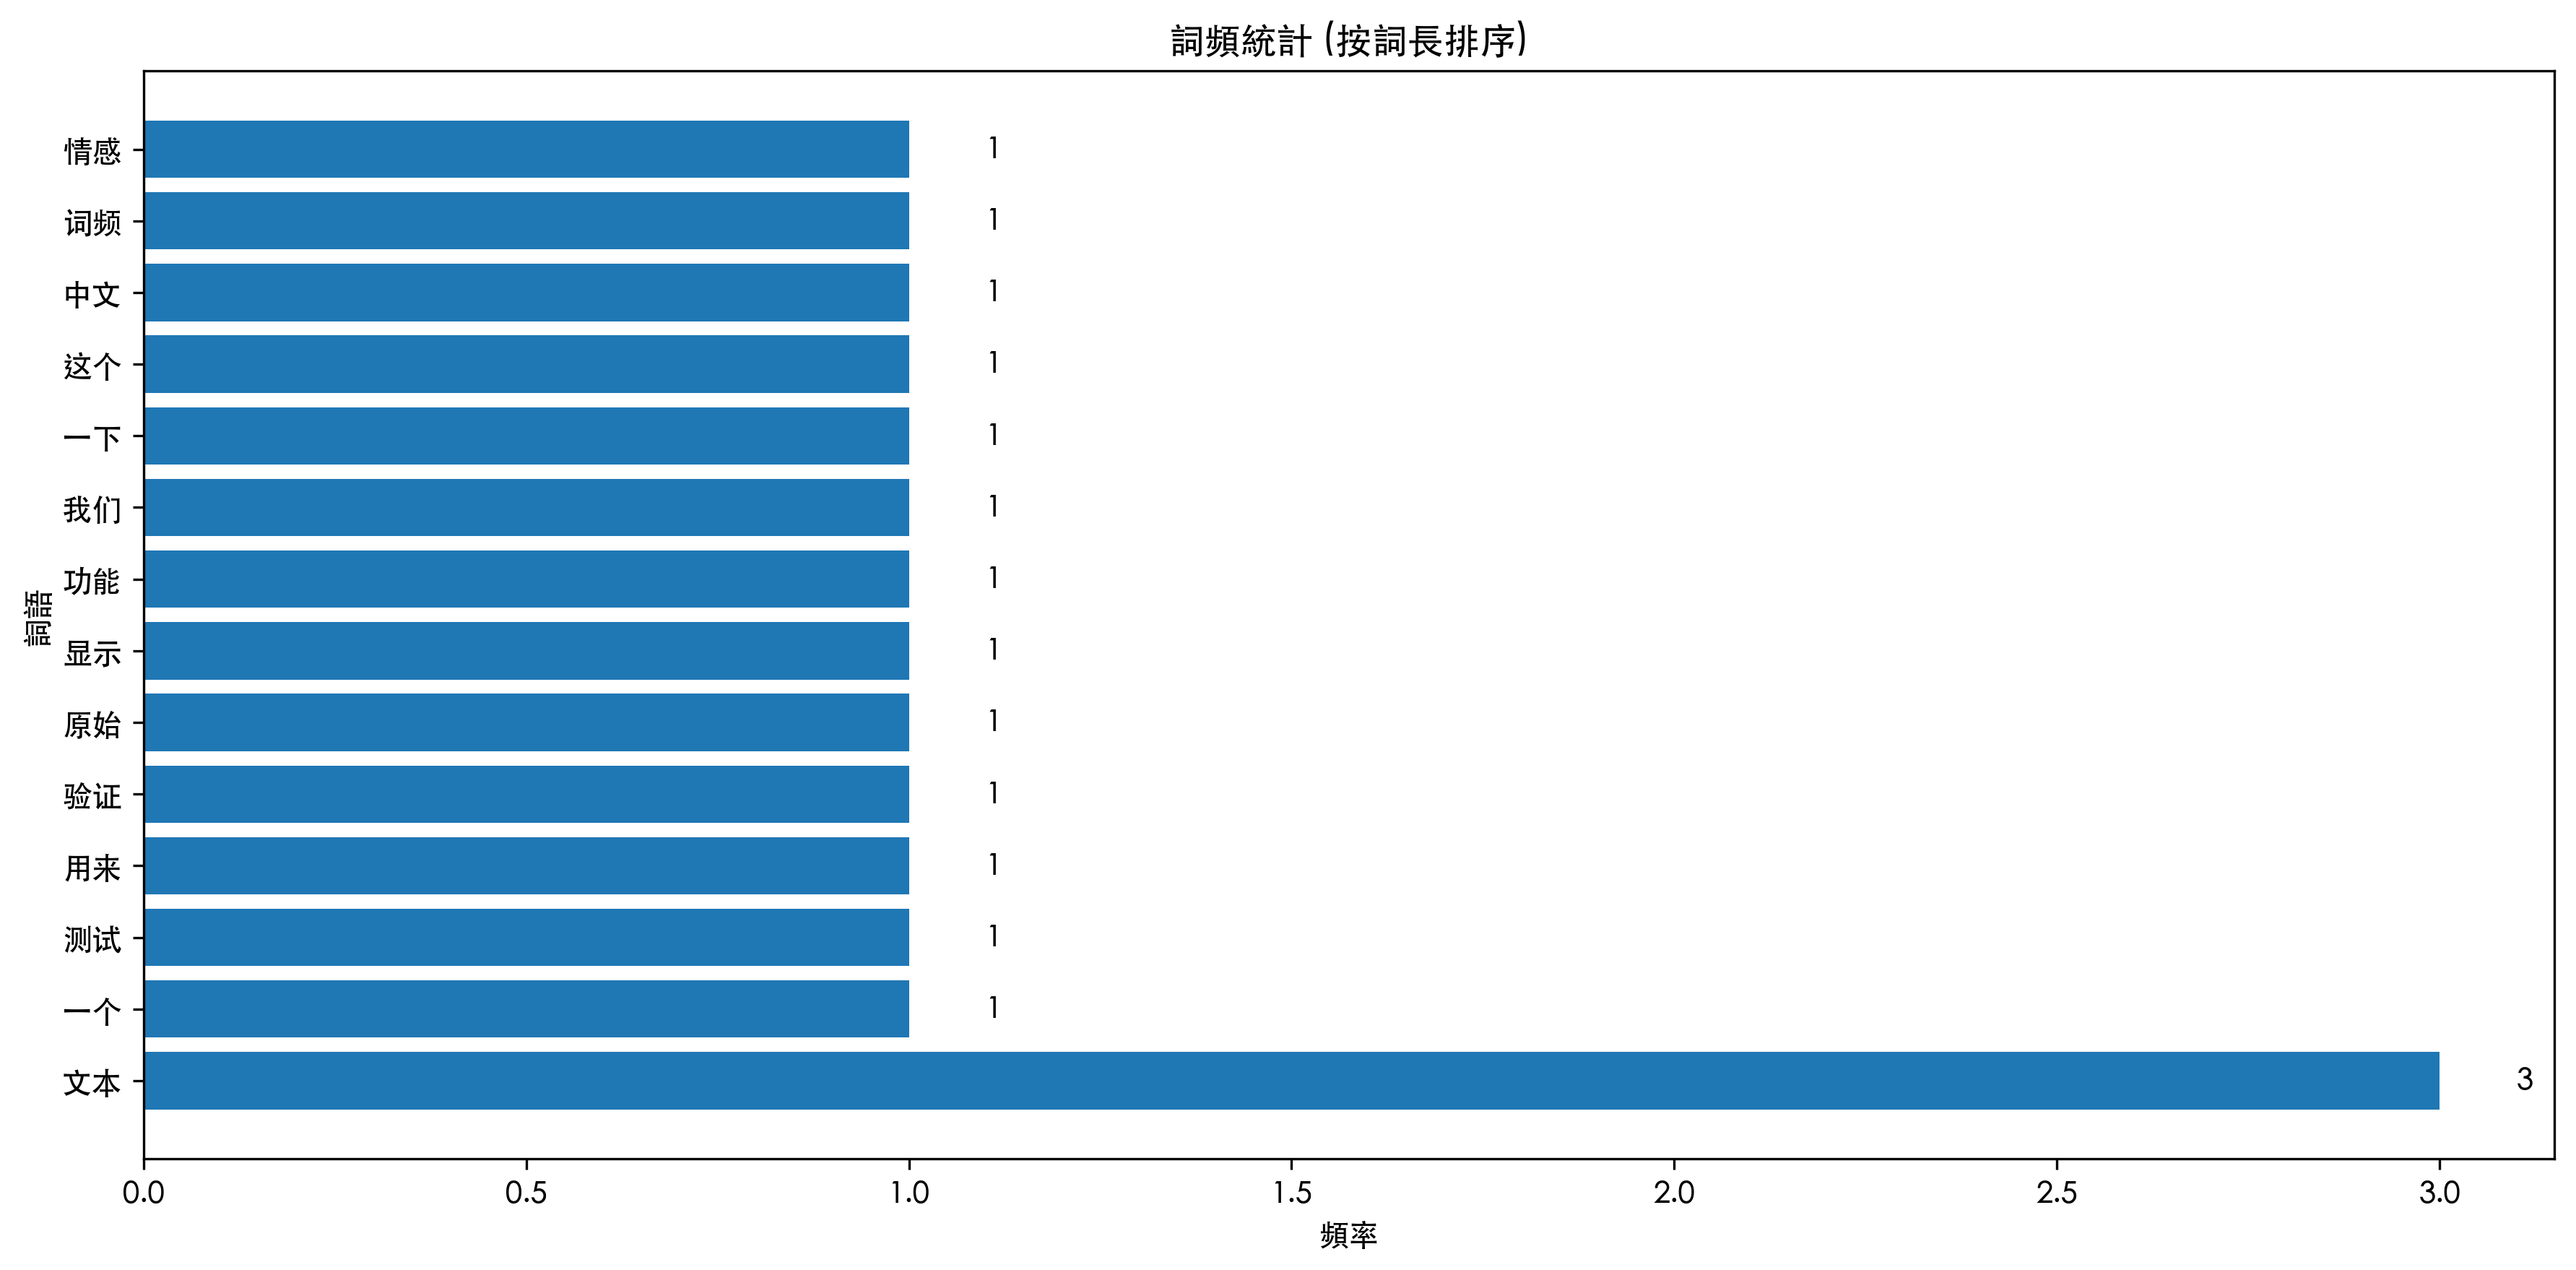 詞頻統計 (按詞長排序)
情感 1
词频 1
中文 1
这个 1
一下 1
我们 1
功能 1
显示 1
原始 1
验证 1
用来 1
测试 1
一个 1
文本 3
詞語
0.0 0.5 1.0 1.5 2.0 2.5 3.0
頻率